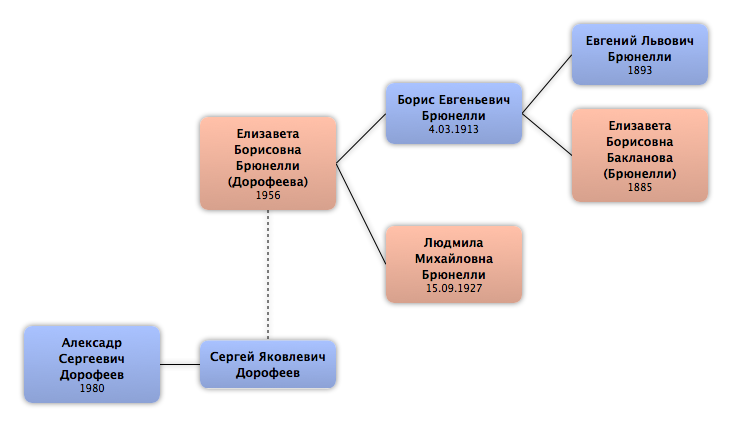 Евгений Львович
Брюнелли
1893
Борис Евгеньевич
Брюнелли
4.03.1913
Елизавета
Борисовна
Бакланова
(Брюнелли)
1885
Елизавета
Борисовна
Брюнелли
(Дорофеева)
1956
Людмила
Михайловна
Брюнелли
15.09.1927
Алексадр
Сергеевич
Дорофеев
1980
Сергей Яковлевич
Дорофеев